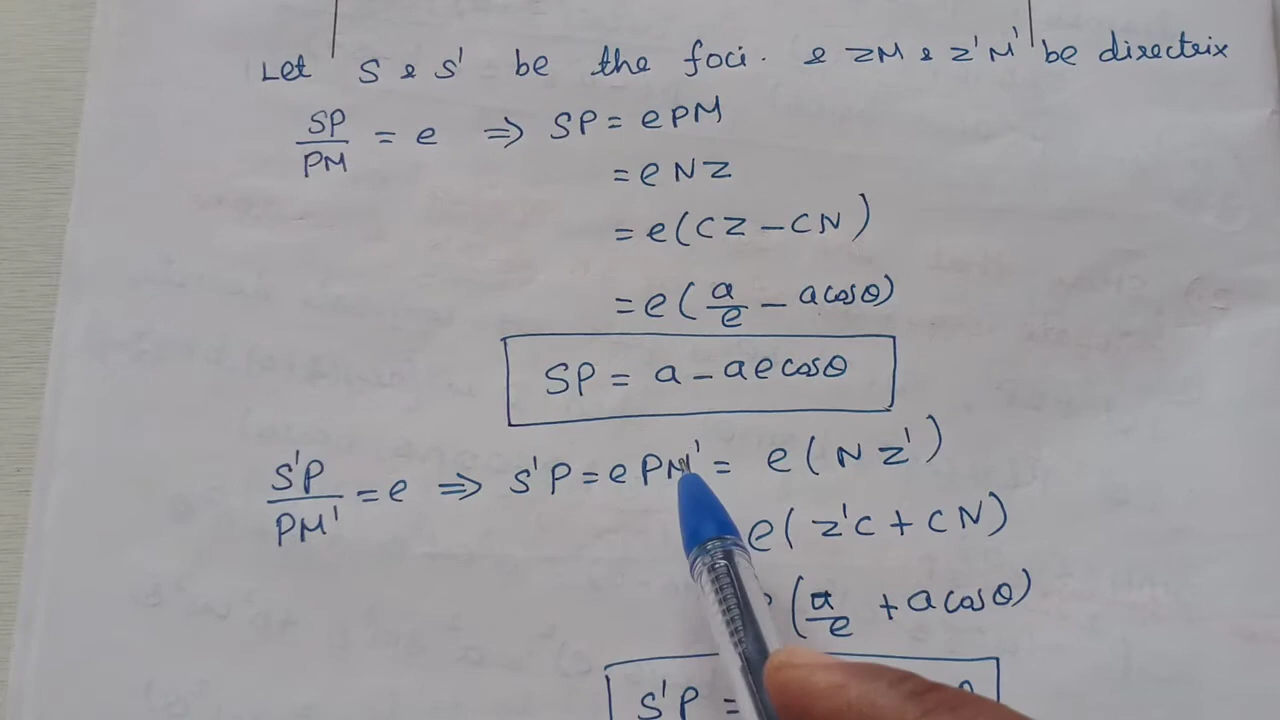 Let S & S' be the foci. & ZM & Z'M' be directrix
SP/PM = e ⇒ SP = e PM
= e NZ
= e(CZ - CN)
= e(a/e - a cosθ)
SP = a - ae cosθ
S'P/PM' = e ⇒ S'P = e PM' = e(NZ')
e(Z'C + CN)
(a/e + a cosθ)
S'P =